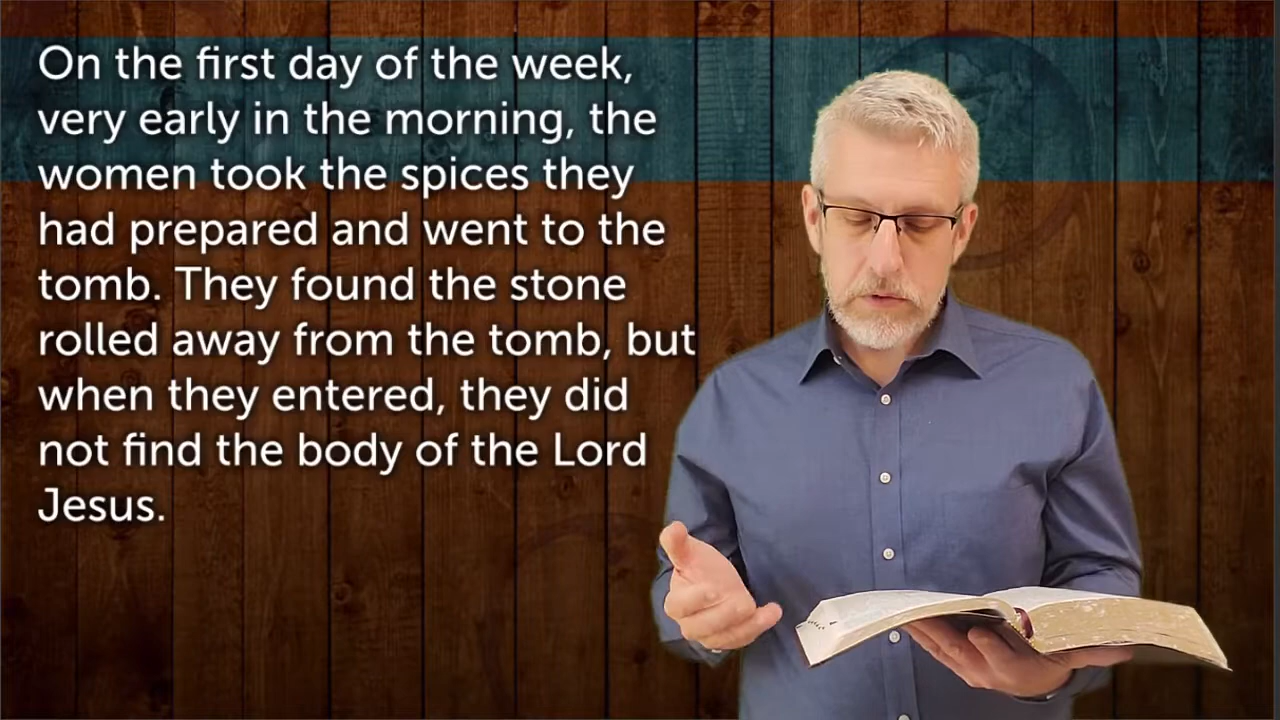 On the first day of the week,
very early in the morning, the
women took the spices they
had prepared and went to the
tomb. They found the stone
rolled away from the tomb, but
when they entered, they did
not find the body of the Lord
Jesus.